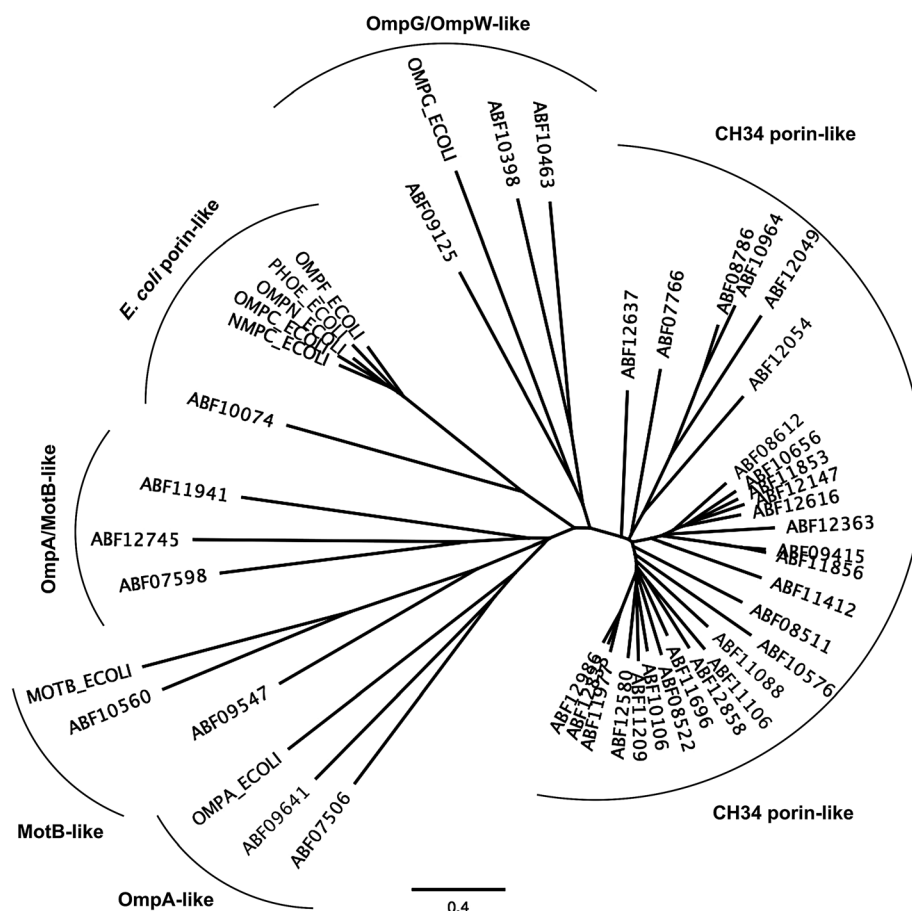 OmpG/OmpW-like
OMPG_ECOLI
ABF10398
ABF10463
ABF09125
CH34 porin-like
ABF12637
ABF07766
ABF08786
ABF10964
ABF12049
ABF12054
ABF08612
ABF10656
ABF11853
ABF12147
ABF12616
ABF12363
ABF09415
ABF11856
ABF11412
ABF08511
ABF10576
ABF11088
ABF11106
ABF12858
ABF11696
ABF08522
ABF10106
ABF11209
ABF12580
ABF11977
ABF12986
CH34 porin-like
E. coli porin-like
OMPF_ECOLI
PHOE_ECOLI
OMPN_ECOLI
OMPC_ECOLI
NMPC_ECOLI
ABF10074
OmpA/MotB-like
ABF11941
ABF12745
ABF07598
MOTB_ECOLI
ABF10560
ABF09547
MotB-like
OMPA_ECOLI
ABF09641
ABF07506
OmpA-like
0.4